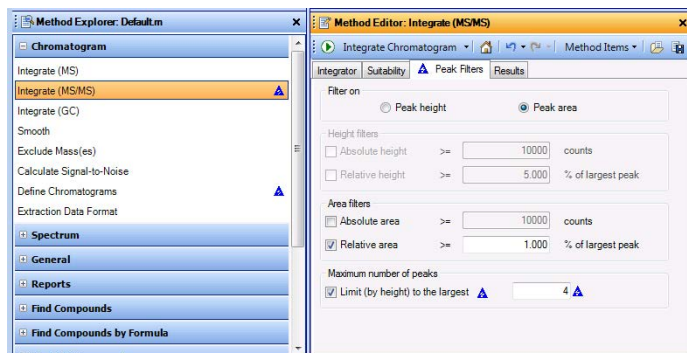 Method Explorer: Default.m
Chromatogram
Integrate (MS)
Integrate (MS/MS)
Integrate (GC)
Smooth
Exclude Mass(es)
Calculate Signal-to-Noise
Define Chromatograms
Extraction Data Format
Spectrum
General
Reports
Find Compounds
Find Compounds by Formula
Method Editor: Integrate (MS/MS)
Integrate Chromatogram
Method Items
Integrator Suitability Peak Filters Results
Filter on
Peak height Peak area
Height filters
Absolute height >= 10000 counts
Relative height >= 5.000 % of largest peak
Area filters
Absolute area >= 10000 counts
Relative area >= 1.000 % of largest peak
Maximum number of peaks
Limit (by height) to the largest 4